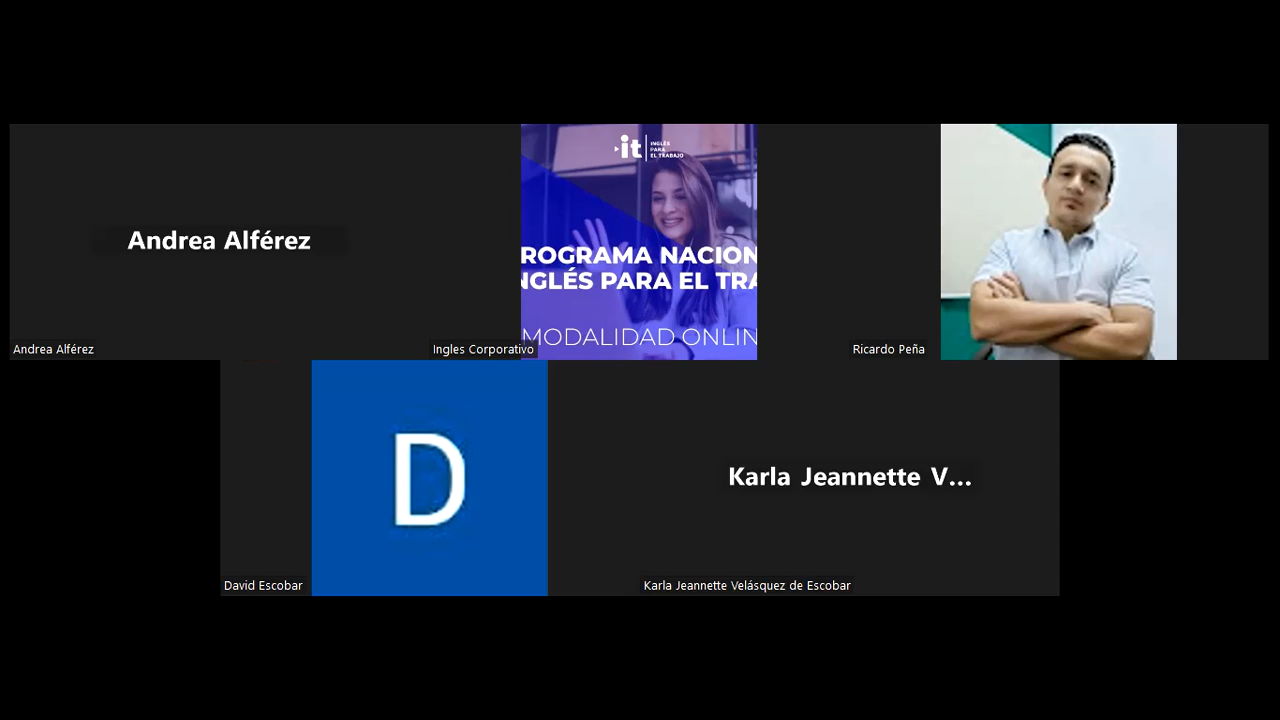 Andrea Alférez
Andrea Alférez
it
INGLÉS
PARA
EL TRABAJO
ROGRAMA NACION
NGLÉS PARA EL TRA
MODALIDAD ONLIN
Ingles Corporativo
Ricardo Peña
D
David Escobar
Karla Jeannette V...
Karla Jeannette Velásquez de Escobar